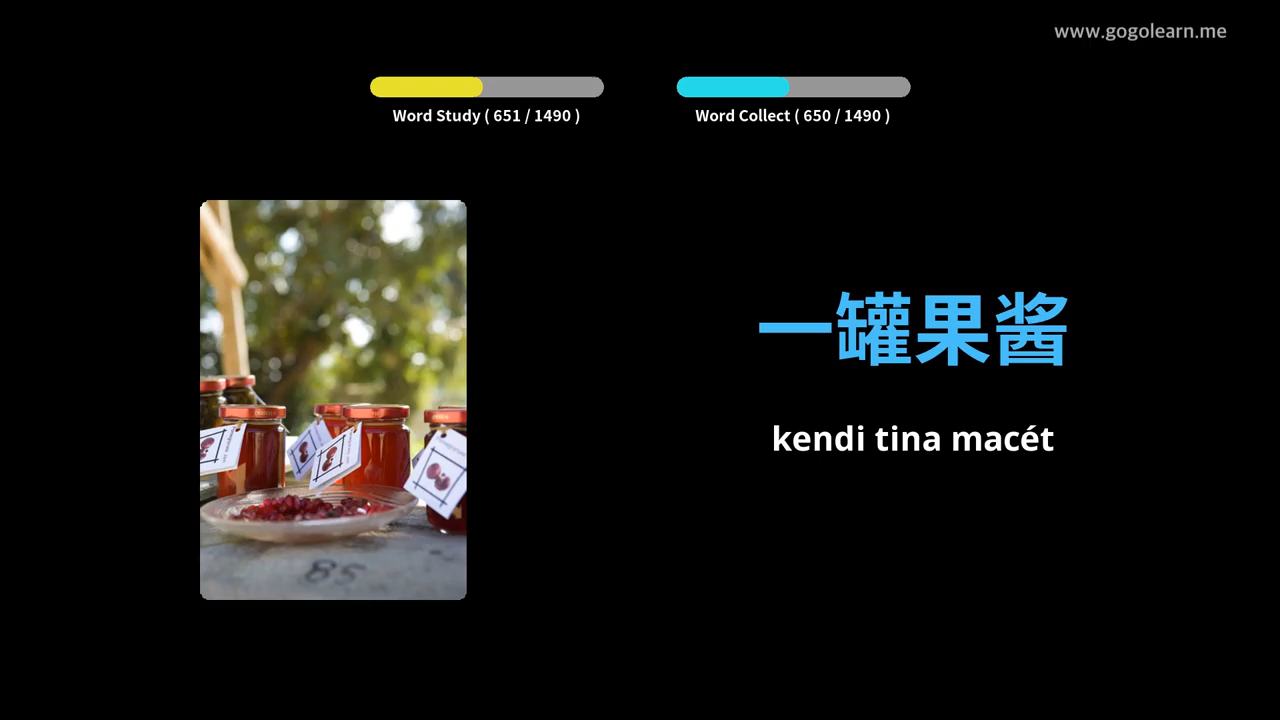 www.gogolearn.me
Word Study ( 651 / 1490 )
Word Collect ( 650 / 1490 )
一罐果酱
kendi tina macét
85